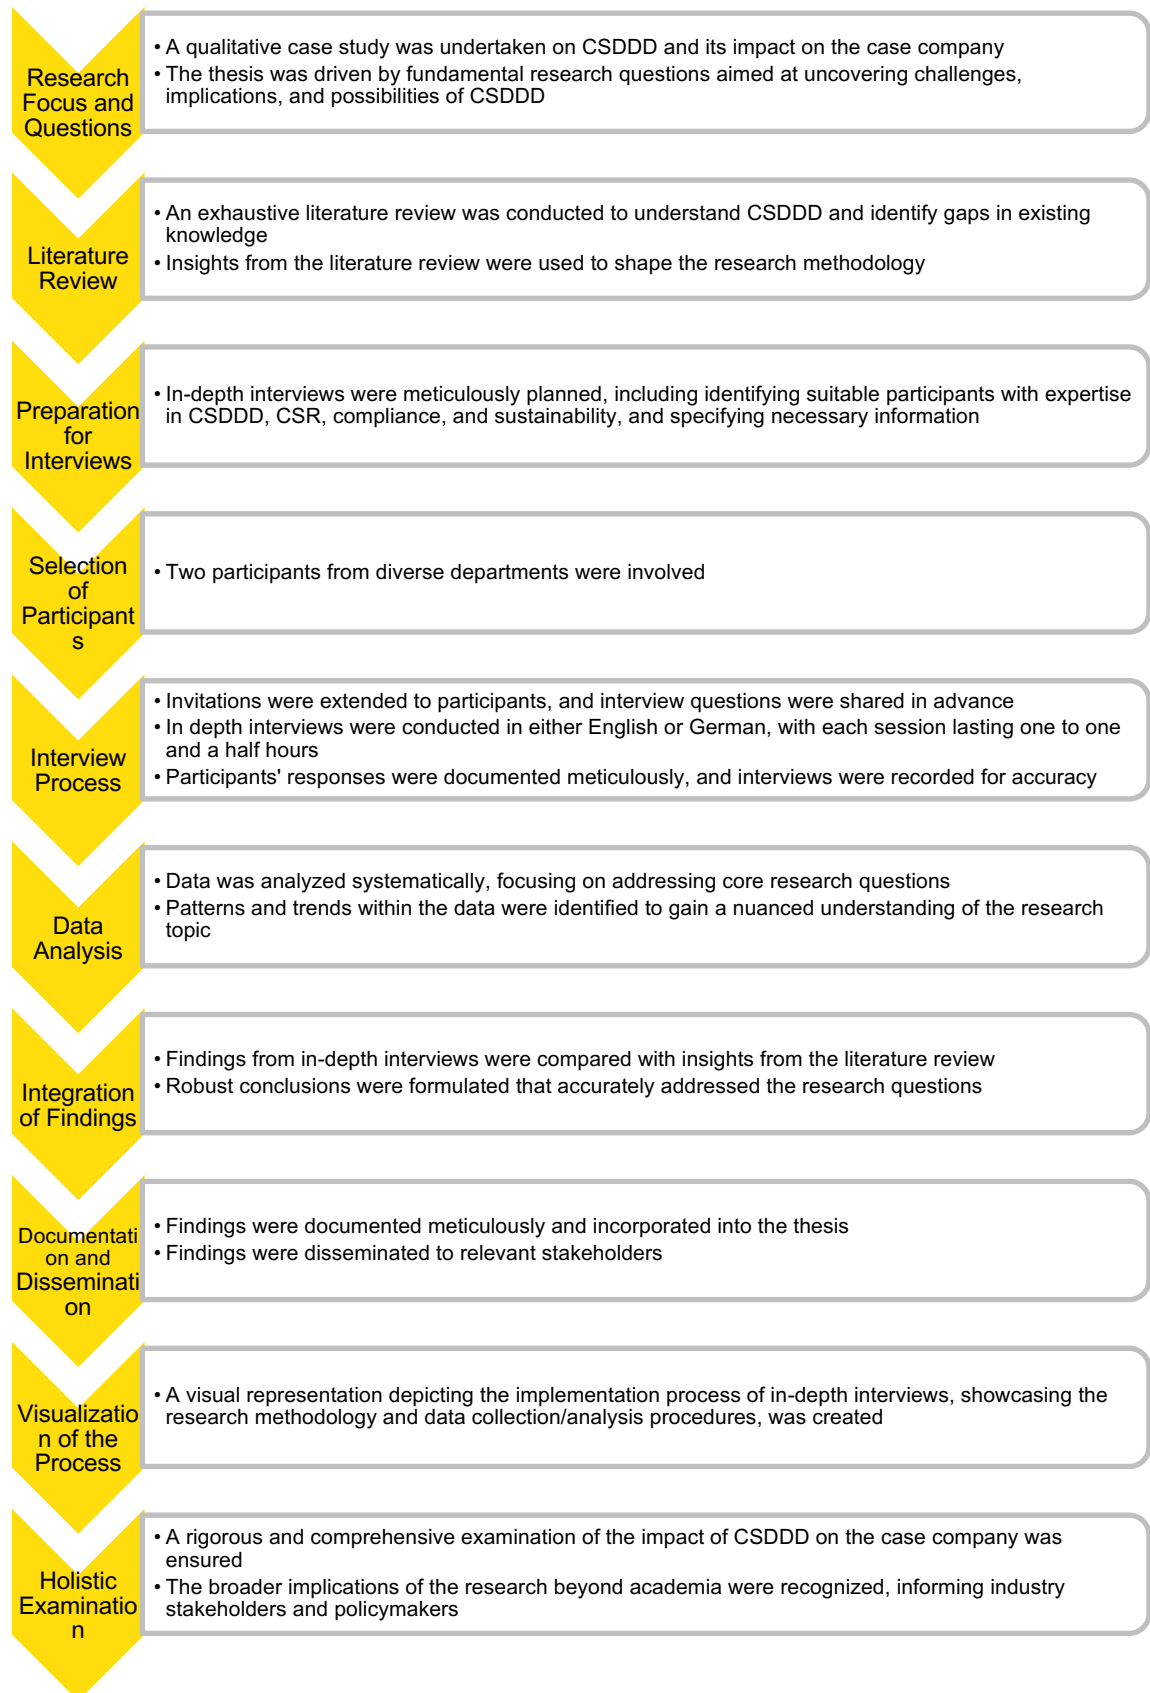 Research
Focus and
Questions
• A qualitative case study was undertaken on CSDDD and its impact on the case company
• The thesis was driven by fundamental research questions aimed at uncovering challenges,
implications, and possibilities of CSDDD
Literature
Review
• An exhaustive literature review was conducted to understand CSDDD and identify gaps in existing
knowledge
• Insights from the literature review were used to shape the research methodology
Preparation
for
Interviews
• In-depth interviews were meticulously planned, including identifying suitable participants with expertise
in CSDDD, CSR, compliance, and sustainability, and specifying necessary information
Selection
of
Participant
s
• Two participants from diverse departments were involved
Interview
Process
• Invitations were extended to participants, and interview questions were shared in advance
• In depth interviews were conducted in either English or German, with each session lasting one to one
and a half hours
• Participants' responses were documented meticulously, and interviews were recorded for accuracy
Data
Analysis
• Data was analyzed systematically, focusing on addressing core research questions
• Patterns and trends within the data were identified to gain a nuanced understanding of the research
topic
Integration
of Findings
• Findings from in-depth interviews were compared with insights from the literature review
• Robust conclusions were formulated that accurately addressed the research questions
Documentati
on and
Disseminati
on
• Findings were documented meticulously and incorporated into the thesis
• Findings were disseminated to relevant stakeholders
Visualizatio
n of the
Process
• A visual representation depicting the implementation process of in-depth interviews, showcasing the
research methodology and data collection/analysis procedures, was created
Holistic
Examinatio
n
• A rigorous and comprehensive examination of the impact of CSDDD on the case company was
ensured
• The broader implications of the research beyond academia were recognized, informing industry
stakeholders and policymakers